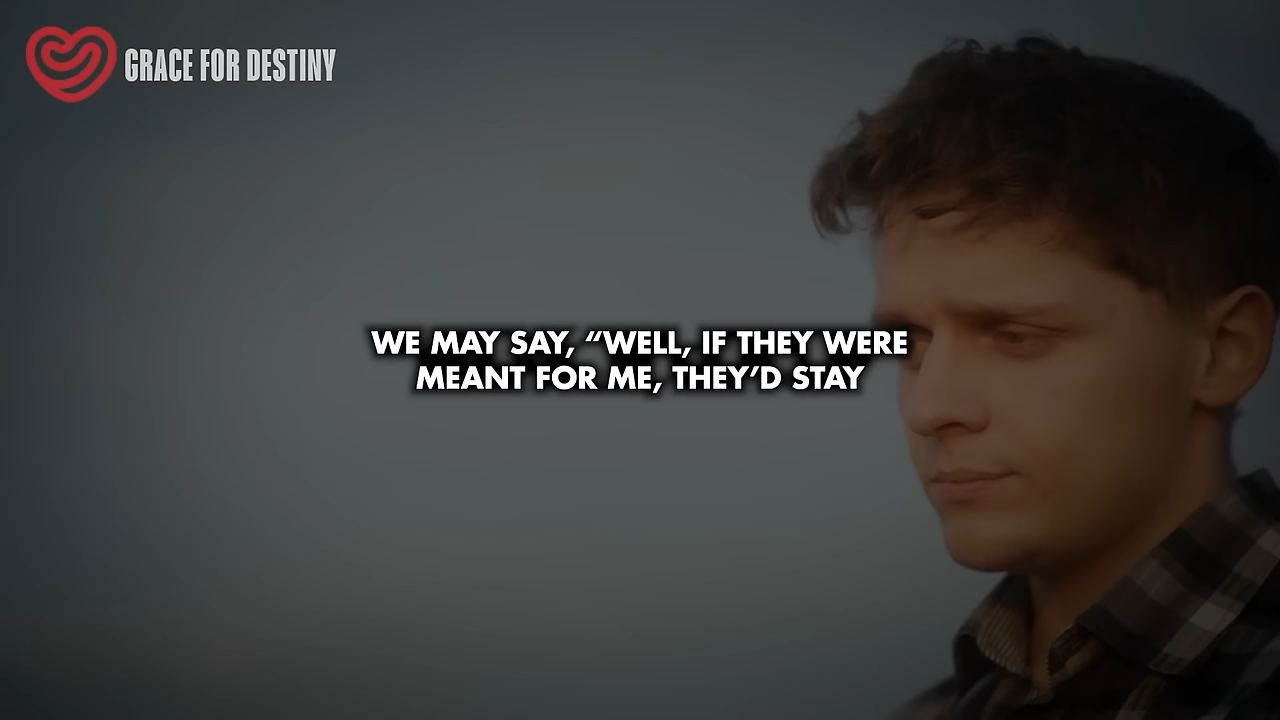 GRACE FOR DESTINY
WE MAY SAY, “WELL, IF THEY WERE
MEANT FOR ME, THEY’D STAY